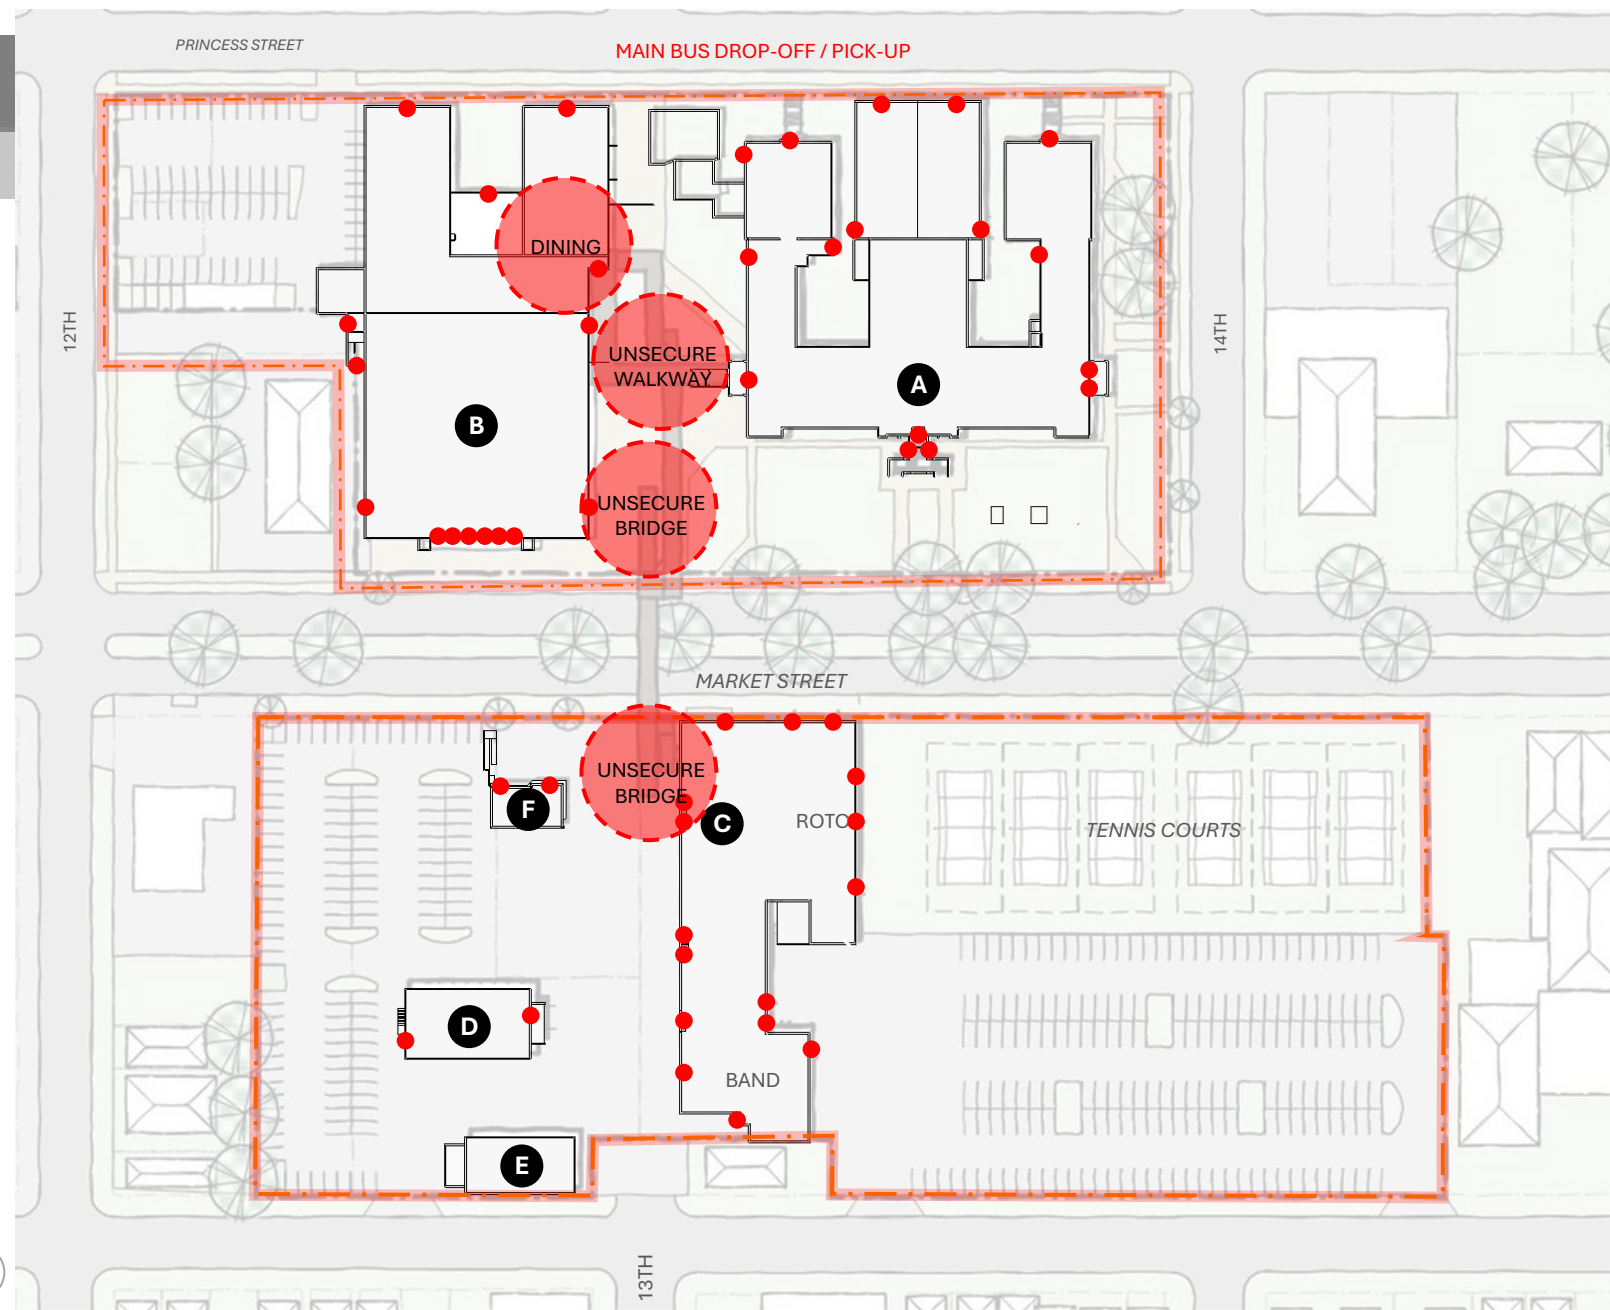 PRINCESS STREET
MAIN BUS DROP-OFF / PICK-UP
DINING
12TH
14TH
UNSECURE
WALKWAY
A
B
UNSECURE
BRIDGE
MARKET STREET
UNSECURE
BRIDGE
F
C
ROTC
TENNIS COURTS
D
BAND
E
13TH